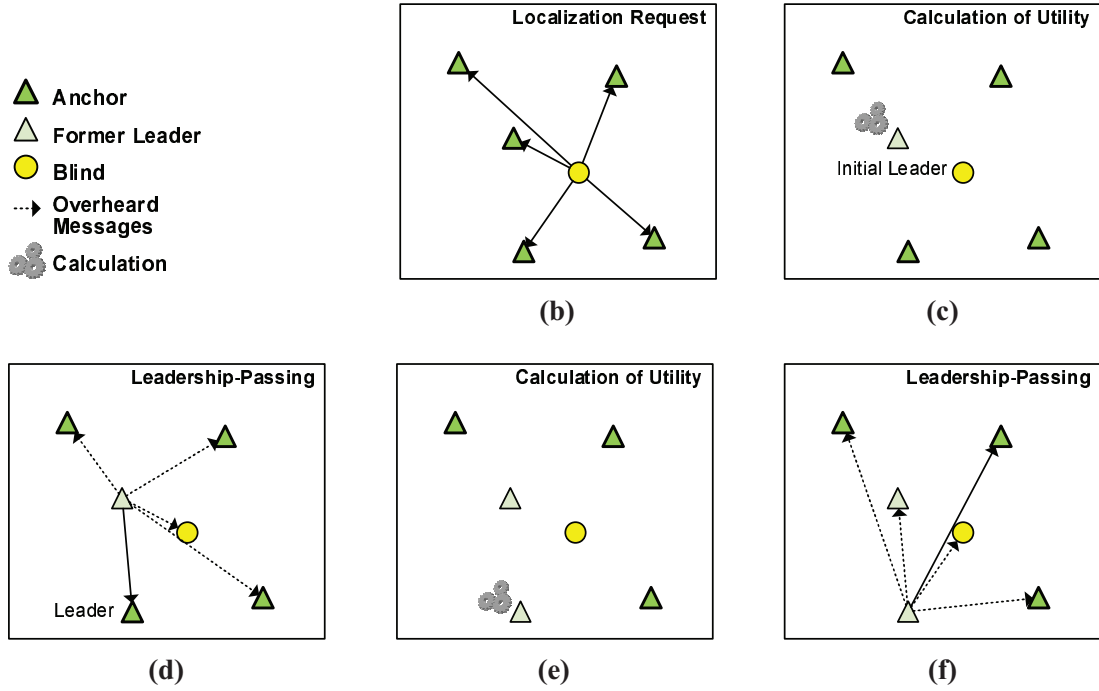 Anchor
Former Leader
Blind
Overheard
Messages
Calculation
Localization Request
(b)
Calculation of Utility
Initial Leader
(c)
Leadership-Passing
Leader
(d)
Calculation of Utility
(e)
Leadership-Passing
(f)